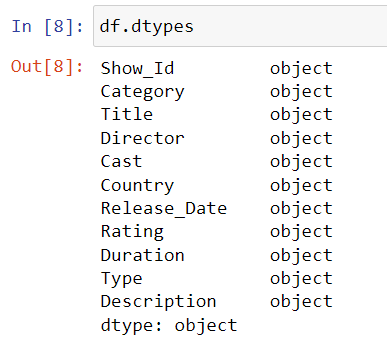 In [8]: df.dtypes
Out[8]: Show_Id object
Category object
Title object
Director object
Cast object
Country object
Release_Date object
Rating object
Duration object
Type object
Description object
dtype: object